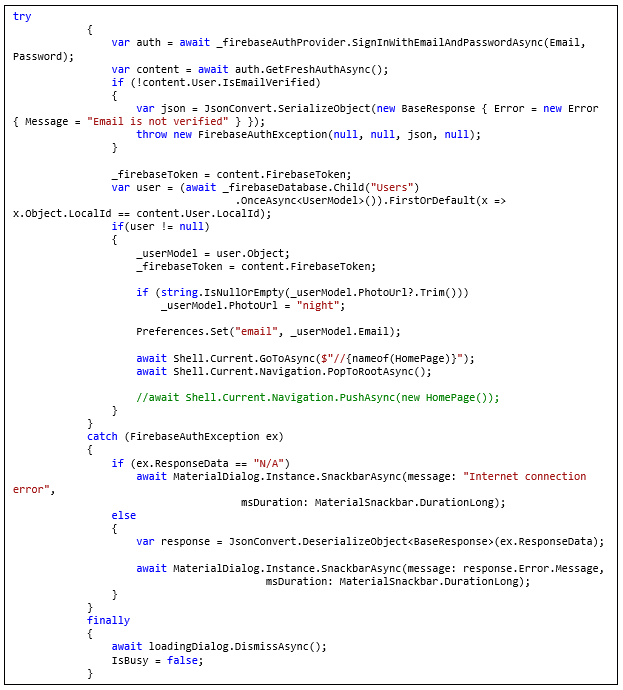 try
{
var auth = await _firebaseAuthProvider.SignInWithEmailAndPasswordAsync(Email,
Password);
var content = await auth.GetFreshAuthAsync();
if (!content.User.IsEmailVerified)
{
var json = JsonConvert.SerializeObject(new BaseResponse { Error = new Error
{ Message = "Email is not verified" } });
throw new FirebaseAuthException(null, null, json, null);
}
_firebaseToken = content.FirebaseToken;
var user = (await _firebaseDatabase.Child("Users")
.OnceAsync<UserModel>()).FirstOrDefault(x =>
x.Object.LocalId == content.User.LocalId);
if(user != null)
{
_userModel = user.Object;
_firebaseToken = content.FirebaseToken;
if (string.IsNullOrEmpty(_userModel.PhotoUrl?.Trim()))
_userModel.PhotoUrl = "night";
Preferences.Set("email", _userModel.Email);
await Shell.Current.GoToAsync($"//{nameof(HomePage)}");
await Shell.Current.Navigation.PopToRootAsync();
//await Shell.Current.Navigation.PushAsync(new HomePage());
}
}
catch (FirebaseAuthException ex)
{
if (ex.ResponseData == "N/A")
await MaterialDialog.Instance.SnackbarAsync(message: "Internet connection
error",
msDuration: MaterialSnackbar.DurationLong);
else
{
var response = JsonConvert.DeserializeObject<BaseResponse>(ex.ResponseData);
await MaterialDialog.Instance.SnackbarAsync(message: response.Error.Message,
msDuration: MaterialSnackbar.DurationLong);
}
}
finally
{
await loadingDialog.DismissAsync();
IsBusy = false;
}